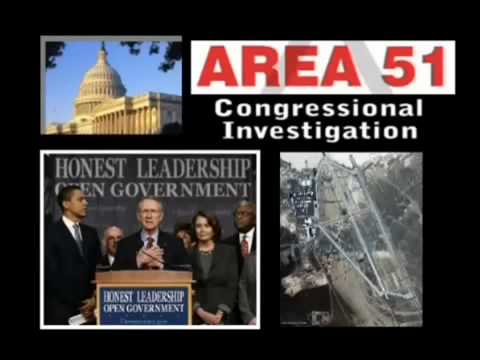 AREA 51
Congressional
Investigation
HONEST LEADERSHIP
OPEN GOVERNMENT
HONEST LEADERSHIP
OPEN GOVERNMENT